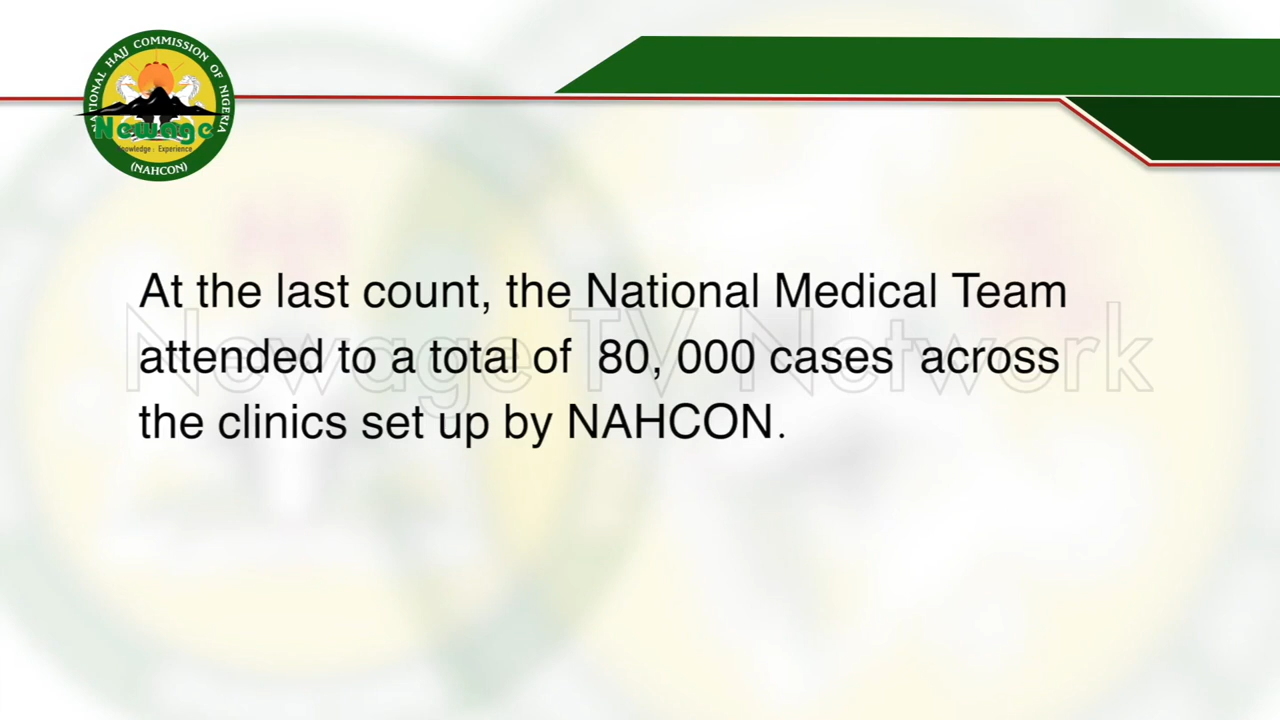 NATIONAL HAJJ COMMISSION OF NIGERIA
Newage
Knowledge : Experience
(NAHCON)
At the last count, the National Medical Team
attended to a total of  80, 000 cases  across
the clinics set up by NAHCON.
Newage TV Network